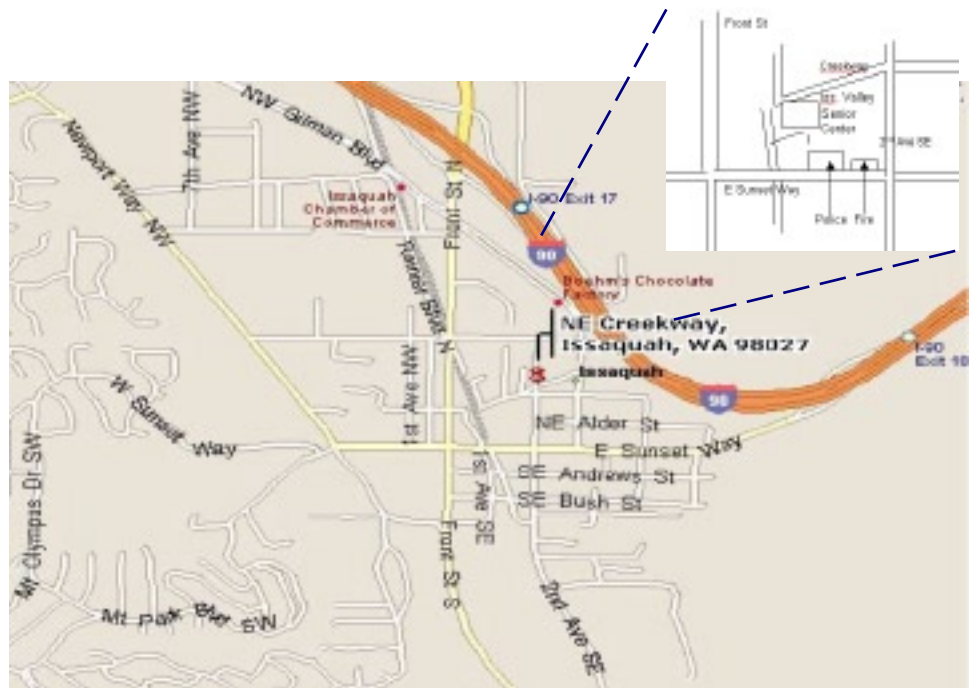 Front St
Creekway
Iss. Valley
Senior
Center
2nd Ave SE
E Sunset Way
Police Fire
NW Gilman Blvd
7th Ave NW
Newport Way NW
Issaquah
Chamber of
Commerce
Front St N
I-90 Exit 17
90
Rainier Blvd N
Boehm's Chocolate
Factory
NE Creekway,
Issaquah, WA 98027
Issaquah
I-90
Exit 18
90
1st Ave NW
W Sunset Way
NE Alder St
E Sunset Way
SE Andrews St
SE Bush St
1st Ave SE
Mt Olympus Dr SW
Front St S
2nd Ave SE
Mt Park Blvd SW